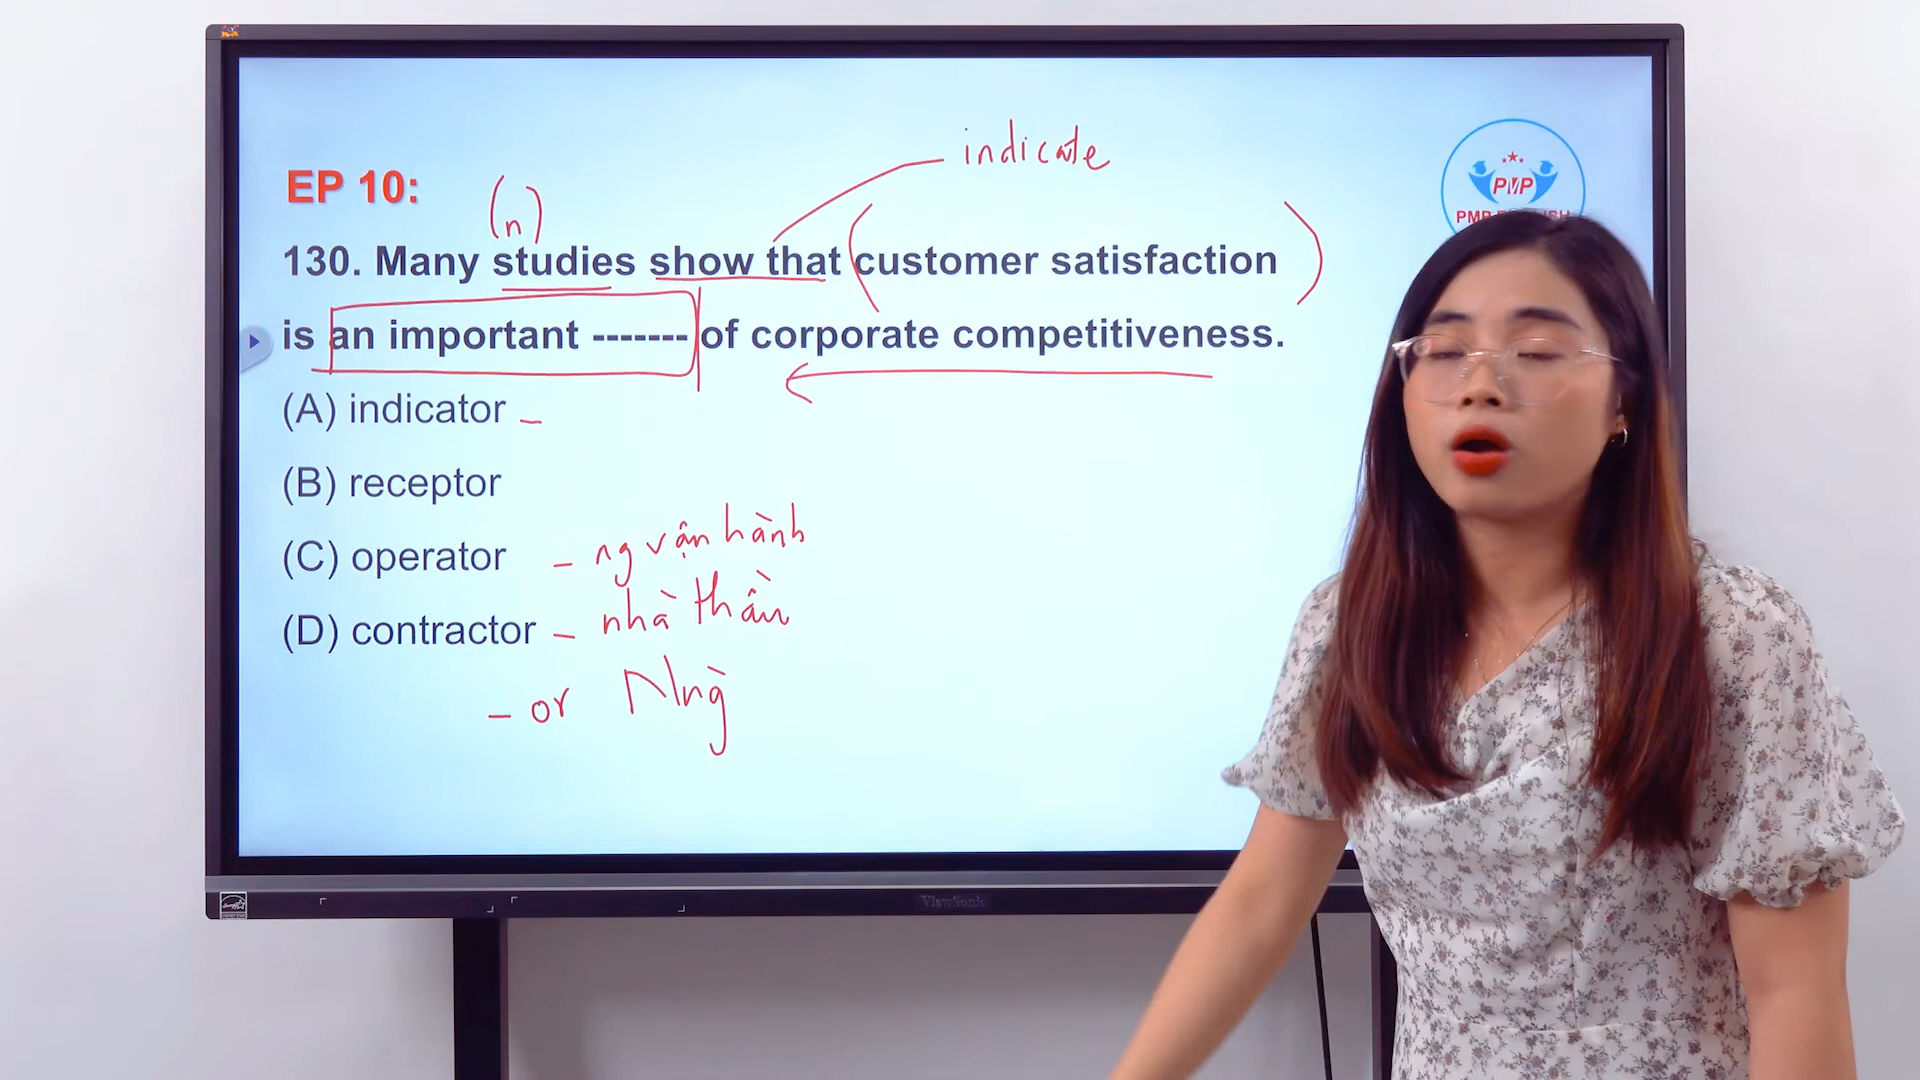 indicate
EP 10:
(n)
130. Many studies show that customer satisfaction
is an important ------- of corporate competitiveness.
(A) indicator -
(B) receptor
(C) operator - ng vận hành
(D) contractor - nhà thầu
- or
PMP
ViewSonic